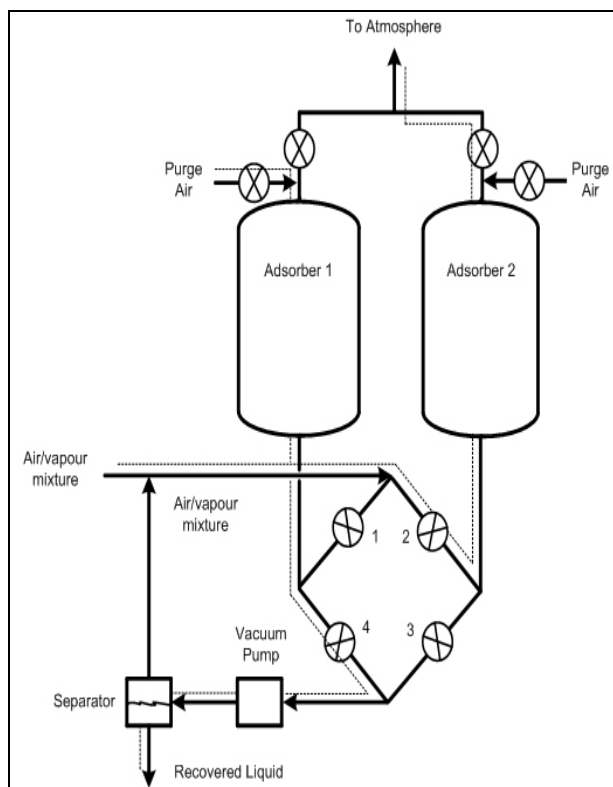 To Atmosphere
Purge
Air
Purge
Air
Adsorber 1
Adsorber 2
Air/vapour
mixture
Air/vapour
mixture
1
2
4
3
Vacuum
Pump
Separator
Recovered Liquid